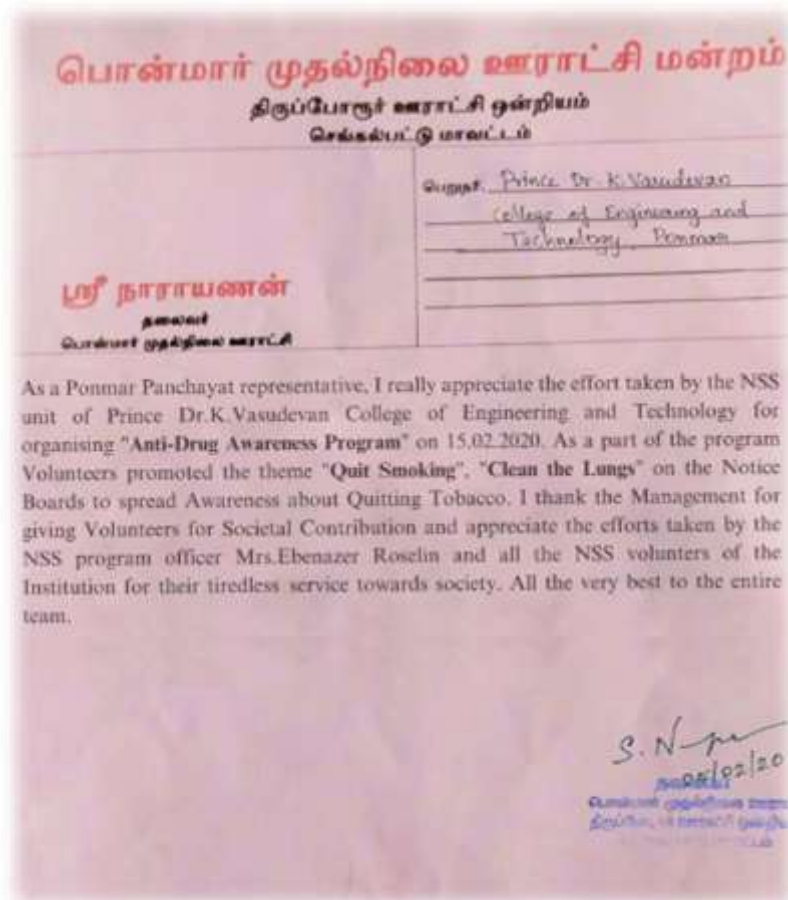 பொன்மார் முதல்நிலை ஊராட்சி மன்றம்
திருப்போரூர் ஊராட்சி ஒன்றியம்
செங்கல்பட்டு மாவட்டம்
பெறுநர். Prince Dr. K. Vasudevan
College of Engineering and
Technology, Ponmar
ஸ்ரீ நாராயணன்
தலைவர்
பொன்மார் முதல்நிலை ஊராட்சி
As a Ponmar Panchayat representative, I really appreciate the effort taken by the NSS
unit of Prince Dr.K.Vasudevan College of Engineering and Technology for
organising "Anti-Drug Awareness Program" on 15.02.2020. As a part of the program
Volunteers promoted the theme "Quit Smoking", "Clean the Lungs" on the Notice
Boards to spread Awareness about Quitting Tobacco. I thank the Management for
giving Volunteers for Societal Contribution and appreciate the efforts taken by the
NSS program officer Mrs.Ebenazer Roselin and all the NSS volunters of the
Institution for their tiredless service towards society. All the very best to the entire
team.
S. N
/02/20
பொன்மார் முதல்நிலை